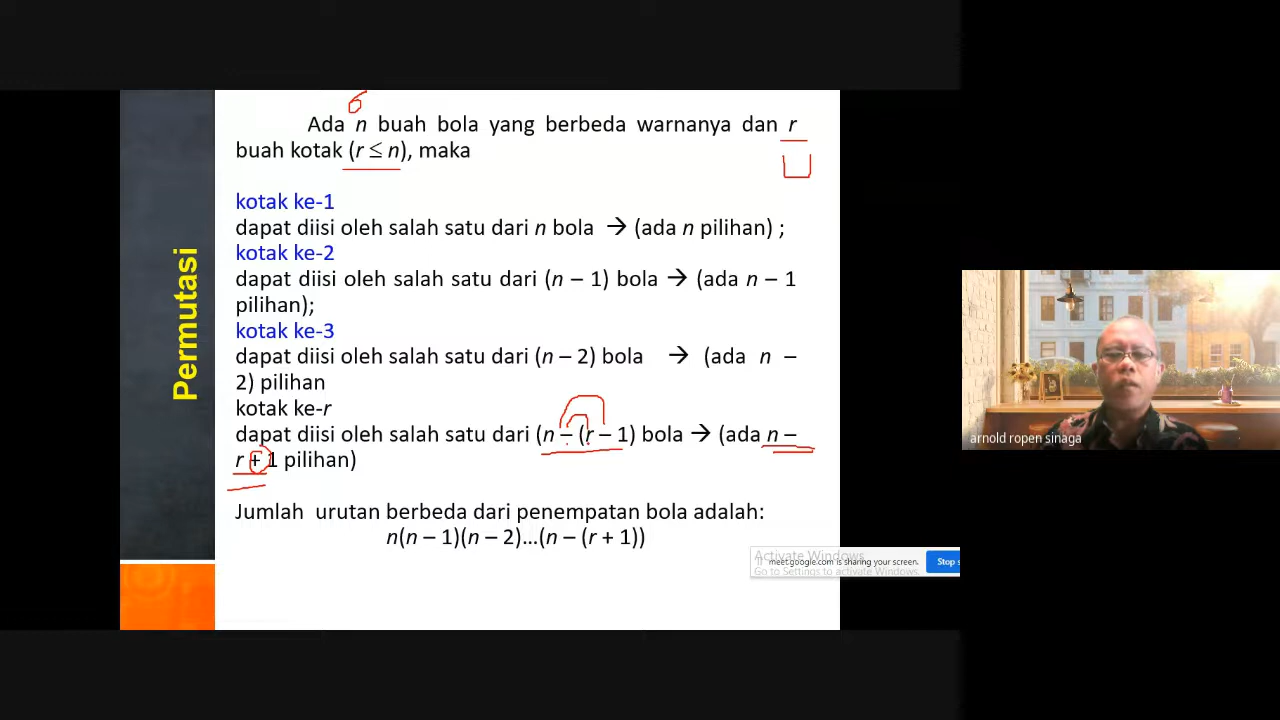 Permutasi
6
Ada n buah bola yang berbeda warnanya dan r
buah kotak (r ≤ n), maka
kotak ke-1
dapat diisi oleh salah satu dari n bola → (ada n pilihan) ;
kotak ke-2
dapat diisi oleh salah satu dari (n – 1) bola → (ada n – 1
pilihan);
kotak ke-3
dapat diisi oleh salah satu dari (n – 2) bola → (ada n –
2) pilihan
kotak ke-r
dapat diisi oleh salah satu dari (n – (r – 1) bola → (ada n –
r + 1 pilihan)
Jumlah urutan berbeda dari penempatan bola adalah:
n(n – 1)(n – 2)...(n – (r + 1))
Activate Windows
meet.google.com is sharing your screen.
Stop s
Go to Settings to activate Windows.
arnold ropen sinaga